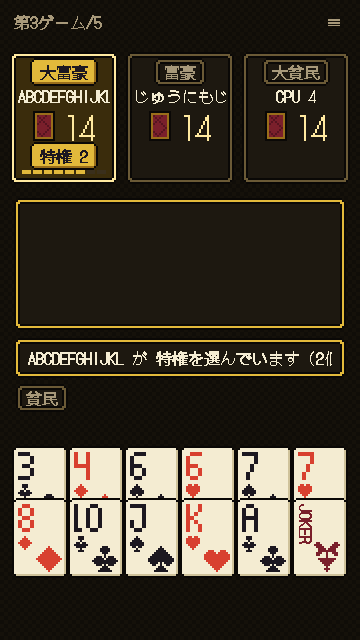 第3ゲーム/5
大富豪
ABCDEFGHIJKL
14
特権 2
富豪
じゅうにもじ
14
大貧民
CPU 4
14
ABCDEFGHIJKL が 特権を選んでいます（2
貧民
3 4 6 6 7 7
8 10 J K A JOKER